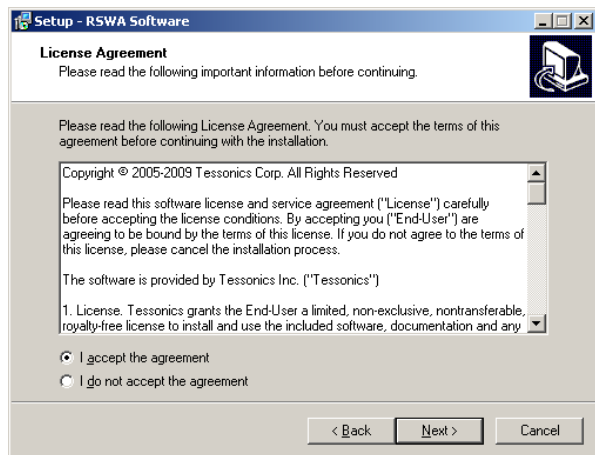 Setup - RSWA Software
License Agreement
Please read the following important information before continuing.
Please read the following License Agreement. You must accept the terms of this
agreement before continuing with the installation.
Copyright © 2005-2009 Tessonics Corp. All Rights Reserved
Please read this software license and service agreement ("License") carefully
before accepting the license conditions. By accepting you ("End-User") are
agreeing to be bound by the terms of this license. If you do not agree to the terms of
this license, please cancel the installation process.
The software is provided by Tessonics Inc. ("Tessonics")
1. License. Tessonics grants the End-User a limited, non-exclusive, nontransferable,
royalty-free license to install and use the included software, documentation and any
I accept the agreement
I do not accept the agreement
< Back Next > Cancel